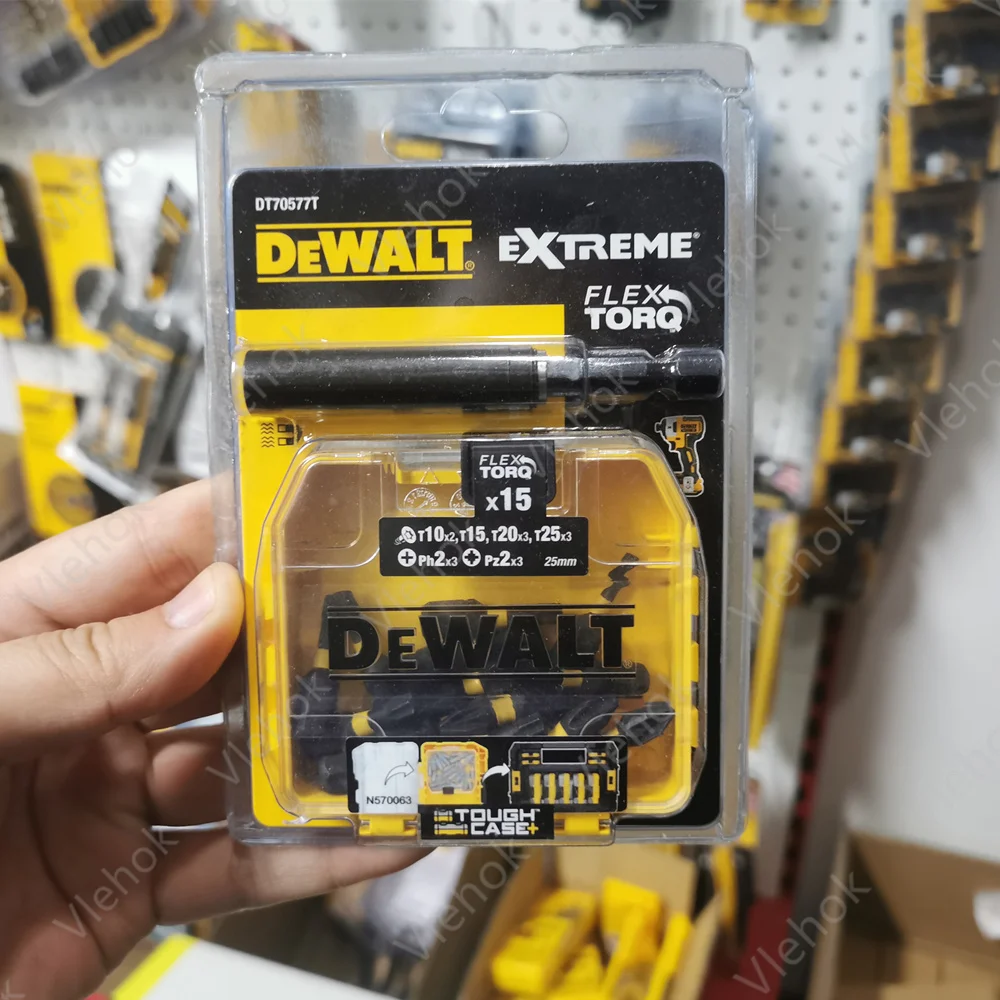 DT70577T
DEWALT®
EXTREME®
FLEX
TORQ
FLEX
TORQ
x15
T10x2, T15, T20x3, T25x3
Ph2x3 Pz2x3 25mm
DEWALT®
N570063
TOUGH
CASE+
Vlehok